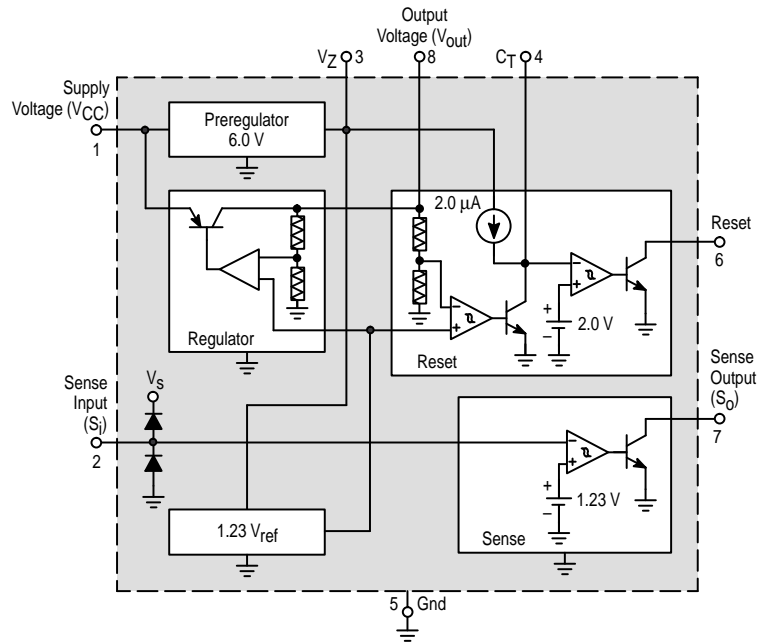 Output
Voltage (Vout)
VZ 3
8
CT 4
Supply
Voltage (VCC)
1
Preregulator
6.0 V
2.0 µA
Reset
6
2.0 V
Regulator
Reset
Sense
Input
(Si)
2
VS
Sense
Output
(So)
7
1.23 V
1.23 Vref
Sense
5 Gnd